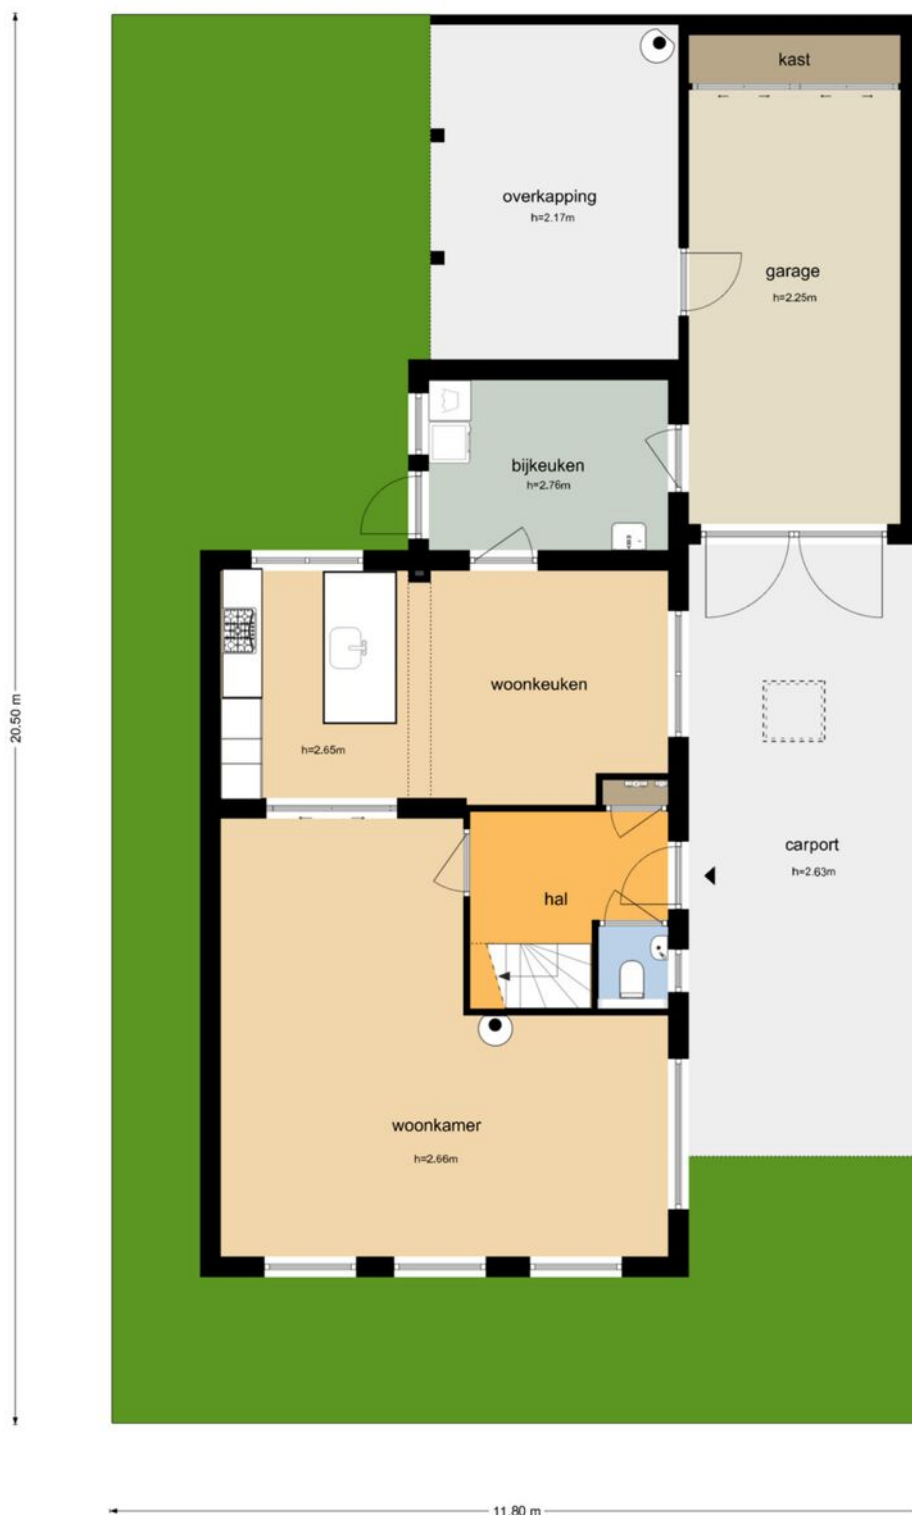 kast
overkapping
h=2.17m
garage
h=2.25m
bijkeuken
h=2.76m
woonkeuken
h=2.65m
20.50 m
carport
h=2.63m
hal
woonkamer
h=2.66m
11.80 m